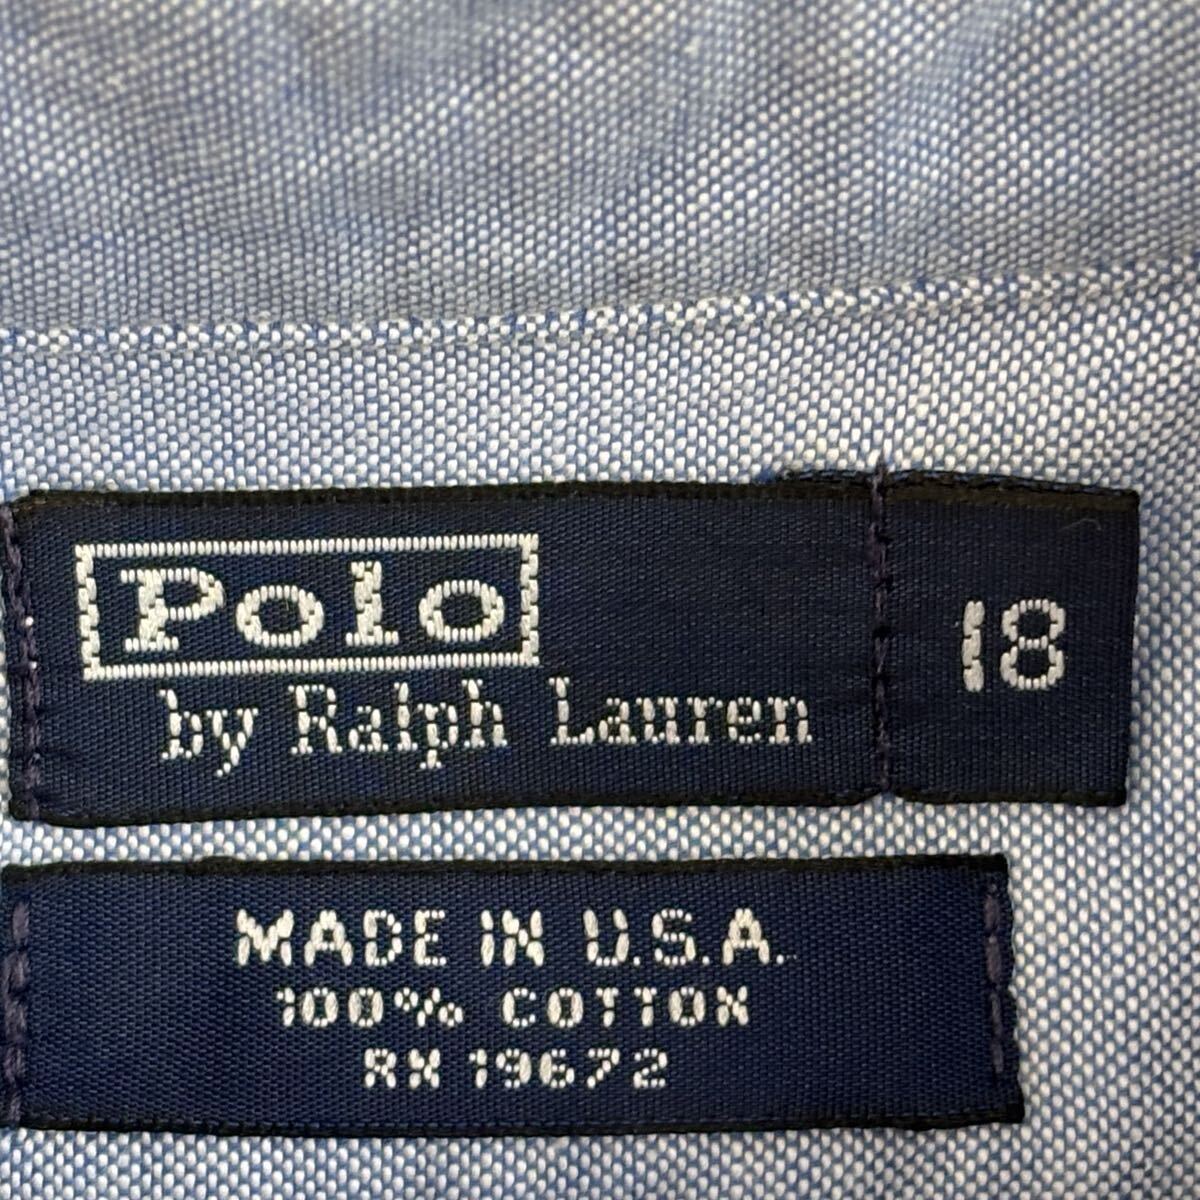 Polo
by Ralph Lauren
18
MADE IN U.S.A.
100% COTTON
RN 19672